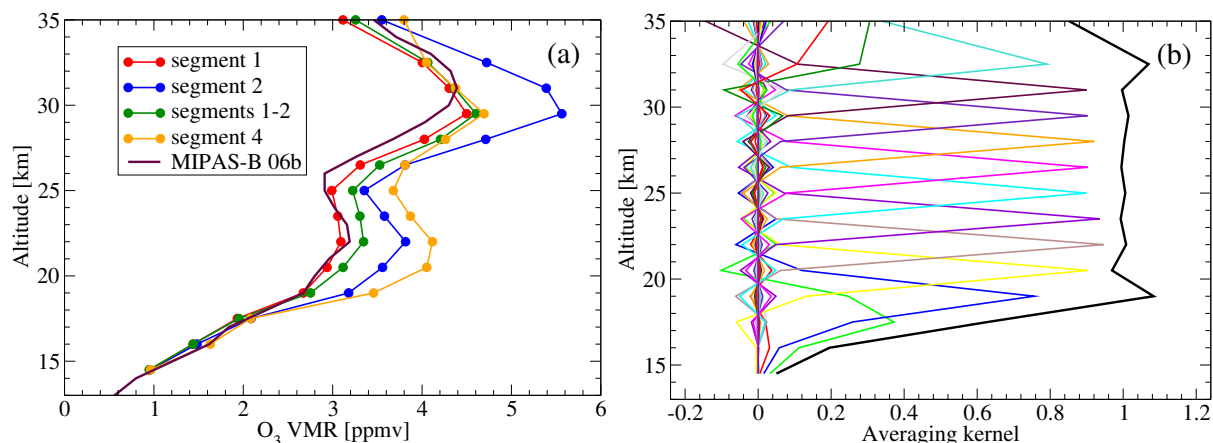 35
30
25
20
15
Altitude [km]
(a)
segment 1
segment 2
segments 1-2
segment 4
MIPAS-B 06b
0 1 2 3 4 5 6
O3 VMR [ppmv]
35
30
25
20
15
Altitude [km]
(b)
-0.2 0 0.2 0.4 0.6 0.8 1 1.2
Averaging kernel